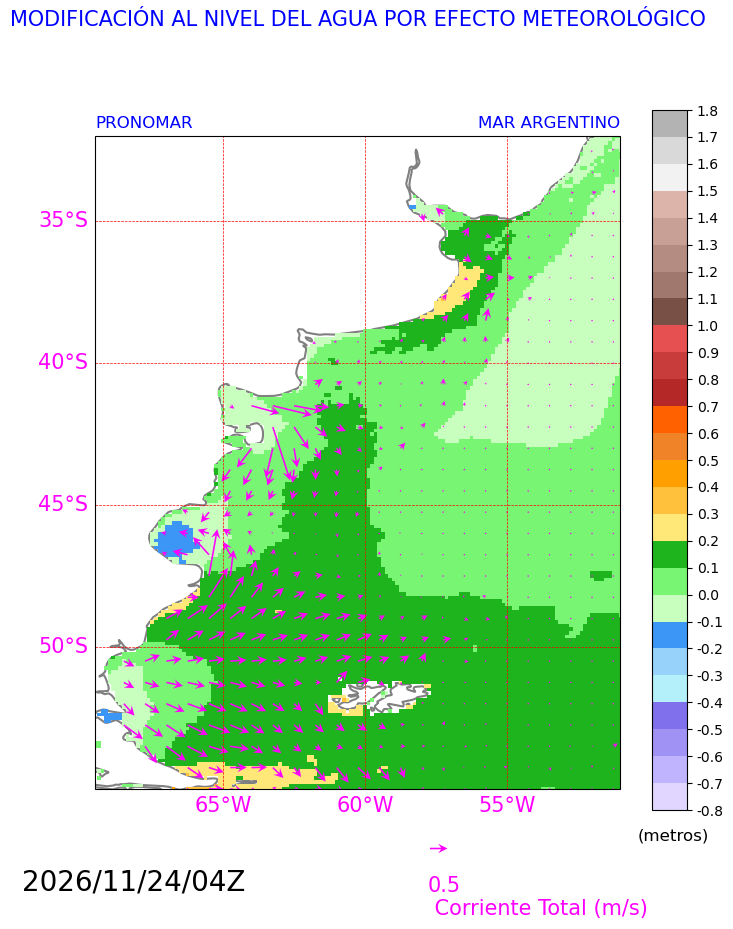 MODIFICACIÓN AL NIVEL DEL AGUA POR EFECTO METEOROLÓGICO
PRONOMAR
MAR ARGENTINO
35°S
40°S
45°S
50°S
65°W
60°W
55°W
1.8
1.7
1.6
1.5
1.4
1.3
1.2
1.1
1.0
0.9
0.8
0.7
0.6
0.5
0.4
0.3
0.2
0.1
0.0
-0.1
-0.2
-0.3
-0.4
-0.5
-0.6
-0.7
-0.8
(metros)
2026/11/24/04Z
0.5
Corriente Total (m/s)